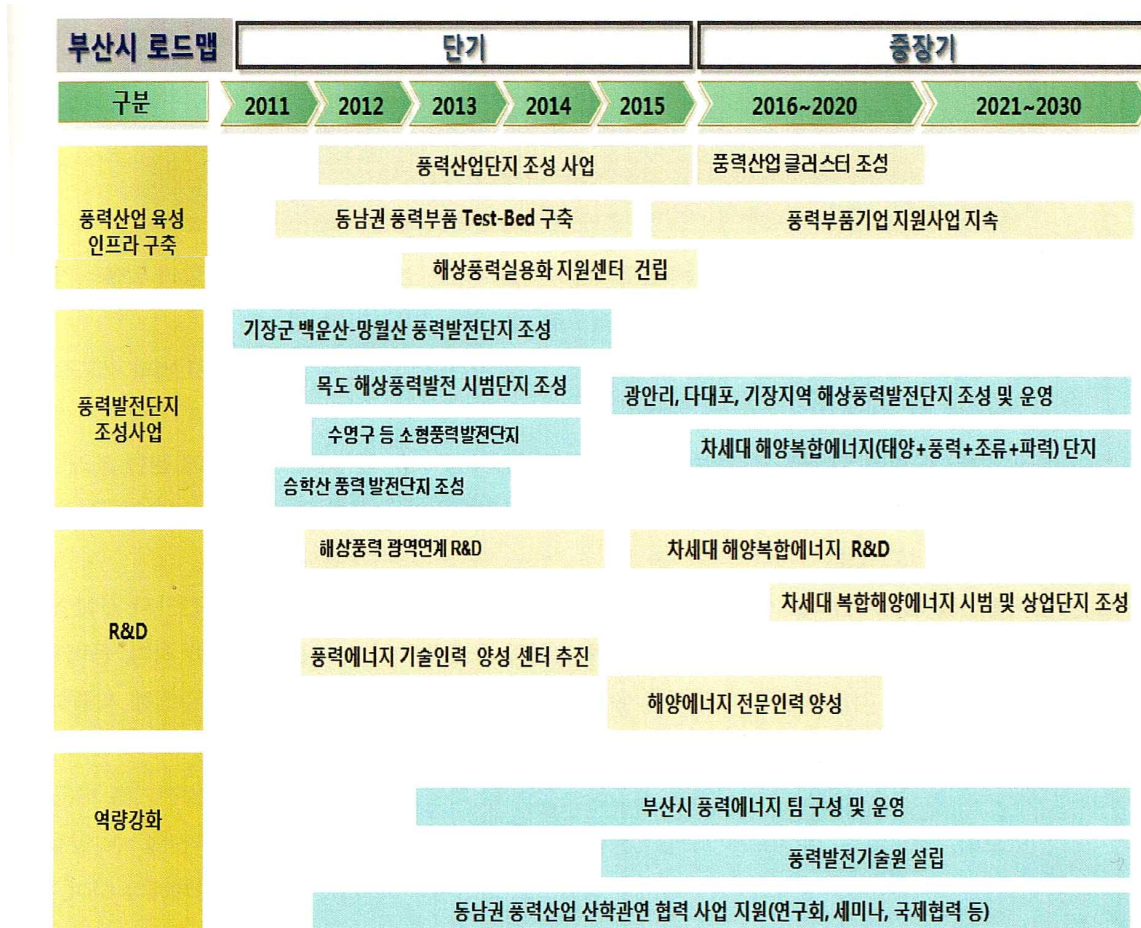 부산시 로드맵 단기 중장기
구분 2011 2012 2013 2014 2015 2016~2020 2021~2030
풍력산업 육성
인프라 구축
풍력산업단지 조성 사업 풍력산업 클러스터 조성
동남권 풍력부품 Test-Bed 구축 풍력부품기업 지원사업 지속
해상풍력실용화 지원센터 건립
풍력발전단지
조성사업
기장군 백운산-망월산 풍력발전단지 조성
목도 해상풍력발전 시범단지 조성 광안리, 다대포, 기장지역 해상풍력발전단지 조성 및 운영
수영구 등 소형풍력발전단지 차세대 해양복합에너지(태양+풍력+조류+파력) 단지
승학산 풍력 발전단지 조성
R&D
해상풍력 광역연계 R&D 차세대 해양복합에너지 R&D
차세대 복합해양에너지 시범 및 상업단지 조성
풍력에너지 기술인력 양성 센터 추진
해양에너지 전문인력 양성
역량강화
부산시 풍력에너지 팀 구성 및 운영
풍력발전기술원 설립
동남권 풍력산업 산학관연 협력 사업 지원(연구회, 세미나, 국제협력 등)